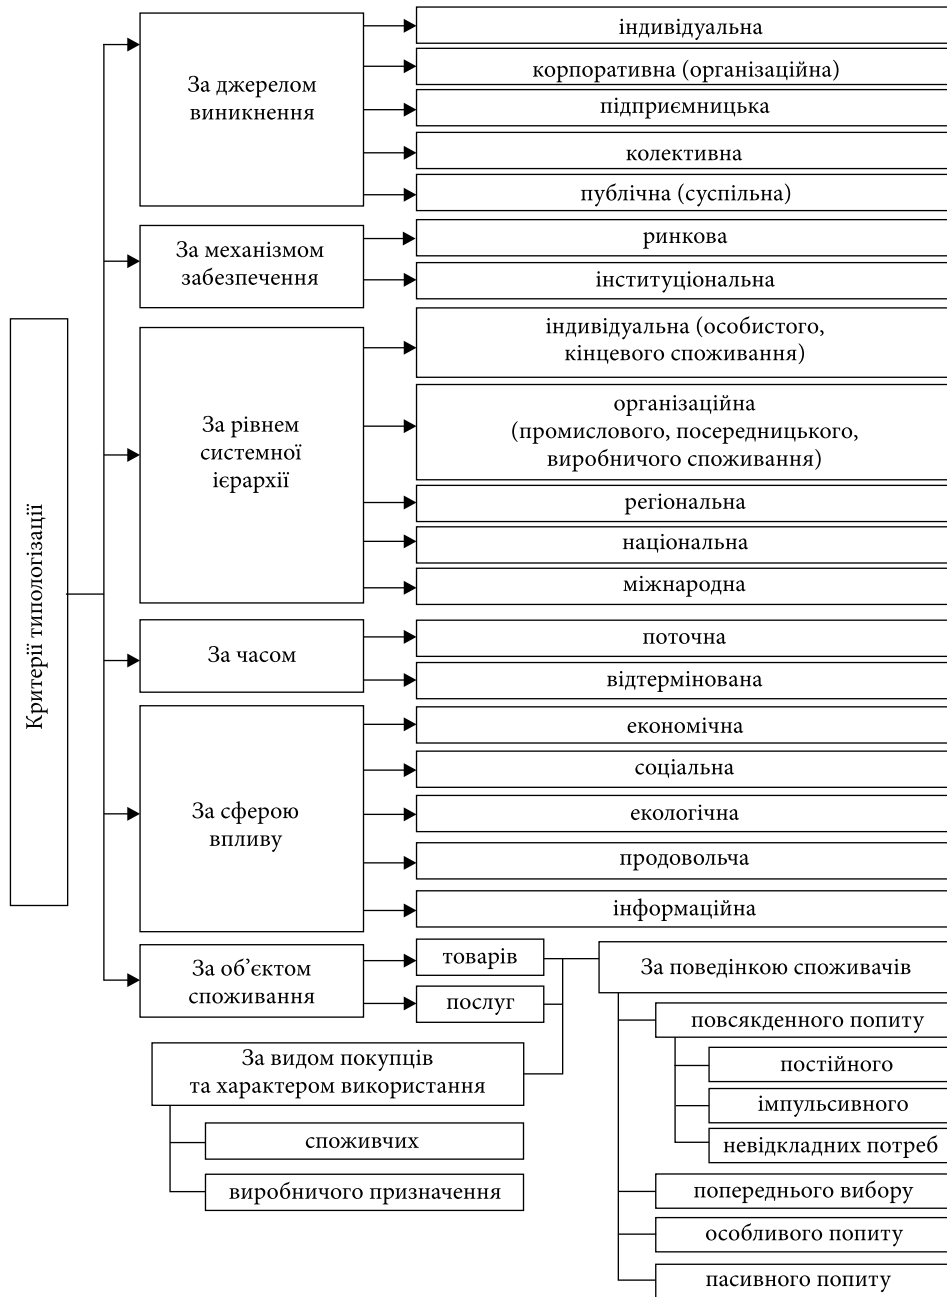 Критерії типологізації
За джерелом
виникнення
індивідуальна
корпоративна (організаційна)
підприємницька
колективна
публічна (суспільна)
За механізмом
забезпечення
ринкова
інституціональна
За рівнем
системної
ієрархії
індивідуальна (особистого,
кінцевого споживання)
організаційна
(промислового, посередницького,
виробничого споживання)
регіональна
національна
міжнародна
За часом
поточна
відтермінована
За сферою
впливу
економічна
соціальна
екологічна
продовольча
інформаційна
За об’єктом
споживання
товарів
послуг
За видом покупців
та характером використання
споживчих
виробничого призначення
За поведінкою споживачів
повсякденного попиту
постійного
імпульсивного
невідкладних потреб
попереднього вибору
особливого попиту
пасивного попиту